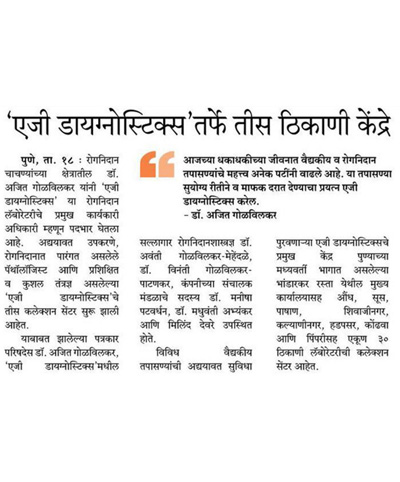 ‘एजी डायग्नोस्टिक्स’तर्फे तीस ठिकाणी केंद्रे
पुणे, ता. १८ : रोगनिदान
चाचण्यांच्या क्षेत्रातील डॉ.
अजित गोळविलकर यांनी ‘एजी
डायग्नोस्टिक्स’ या रोगनिदान
लॅबोरेटरीचे प्रमुख कार्यकारी
अधिकारी म्हणून पदभार घेतला
आहे. अद्ययावत उपकरणे,
रोगनिदानात पारंगत असलेले
पॅथॉलॉजिस्ट आणि प्रशिक्षित
व कुशल तंत्रज्ञ असलेल्या
‘एजी डायग्नोस्टिक्स’चे
तीस कलेक्शन सेंटर सुरू झाली
आहेत.
याबाबत झालेल्या पत्रकार
परिषदेस डॉ. अजित गोळविलकर,
‘एजी डायग्नोस्टिक्स’मधील
“ आजच्या धकाधकीच्या जीवनात वैद्यकीय व रोगनिदान
तपासण्यांचे महत्त्व अनेक पटींनी वाढले आहे. या तपासण्या
सुयोग्य रीतीने व माफक दरात देण्याचा प्रयत्न एजी
डायग्नोस्टिक्स करेल.
- डॉ. अजित गोळविलकर
सल्लागार रोगनिदानशास्त्रज्ञ डॉ.
अवंती गोळविलकर-मेहेंदळे,
डॉ. विनंती गोळविलकर-
पाटणकर, कंपनीच्या संचालक
मंडळाचे सदस्य डॉ. मनीषा
पटवर्धन, डॉ. मधुवंती अभ्यंकर
आणि मिलिंद देवरे उपस्थित
होते.
विविध वैद्यकीय
तपासण्यांची अद्ययावत सुविधा
पुरवणाऱ्या एजी डायग्नोस्टिक्सचे
प्रमुख केंद्र पुण्याच्या
मध्यवर्ती भागात असलेल्या
भांडारकर रस्ता येथील मुख्य
कार्यालयासह औंध, सूस,
पाषाण, शिवाजीनगर,
कल्याणीनगर, हडपसर, कोंढवा
आणि पिंपरीसह एकूण ३०
ठिकाणी लॅबोरेटरीची कलेक्शन
सेंटर आहेत.